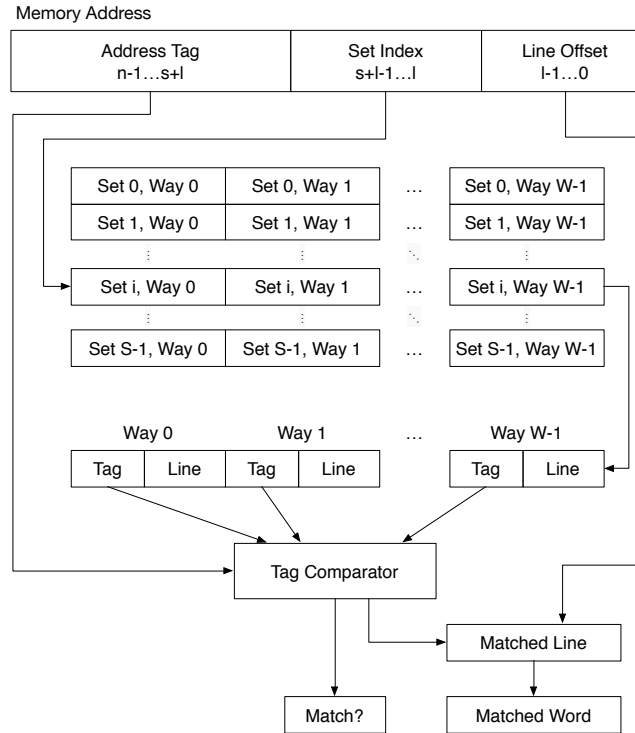 Memory Address
Address Tag
n-1…s+l
Set Index
s+l-1…l
Line Offset
l-1…0
Set 0, Way 0 Set 0, Way 1 … Set 0, Way W-1
Set 1, Way 0 Set 1, Way 1 … Set 1, Way W-1
⋮ ⋮ ⋱ ⋮
Set i, Way 0 Set i, Way 1 … Set i, Way W-1
⋮ ⋮ ⋱ ⋮
Set S-1, Way 0 Set S-1, Way 1 … Set S-1, Way W-1
Way 0 Way 1 … Way W-1
Tag Line Tag Line Tag Line
Tag Comparator
Matched Line
Match? Matched Word